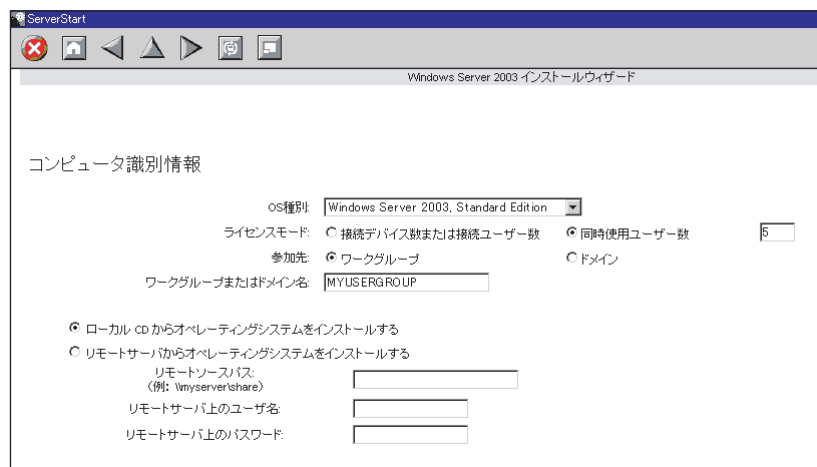 ServerStart
Windows Server 2003 インストールウィザード
コンピュータ識別情報
OS種別: Windows Server 2003, Standard Edition
ライセンスモード: 接続デバイス数または接続ユーザー数 同時使用ユーザー数 5
参加先: ワークグループ ドメイン
ワークグループまたはドメイン名: MYUSERGROUP
ローカル CD からオペレーティングシステムをインストールする
リモートサーバからオペレーティングシステムをインストールする
リモートソースパス:
(例: \\myserver\share)
リモートサーバ上のユーザ名:
リモートサーバ上のパスワード: